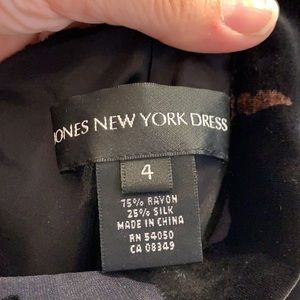 JONES NEW YORK DRESS
4
75% RAYON
25% SILK
MADE IN CHINA
RN 54050
CA 08349